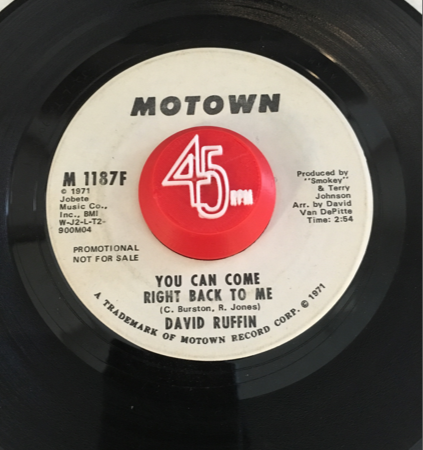 MOTOWN
M 1187F
© 1971
Jobete
Music Co.,
Inc., BMI
W-J2-L-T2-
900M04
PROMOTIONAL
NOT FOR SALE
45
RPM
Produced by
"Smokey"
& Terry
Johnson
Arr. by David
Van DePitte
Time: 2:54
YOU CAN COME
RIGHT BACK TO ME
(C. Burston, R. Jones)
DAVID RUFFIN
A TRADEMARK OF MOTOWN RECORD CORP. © 1971